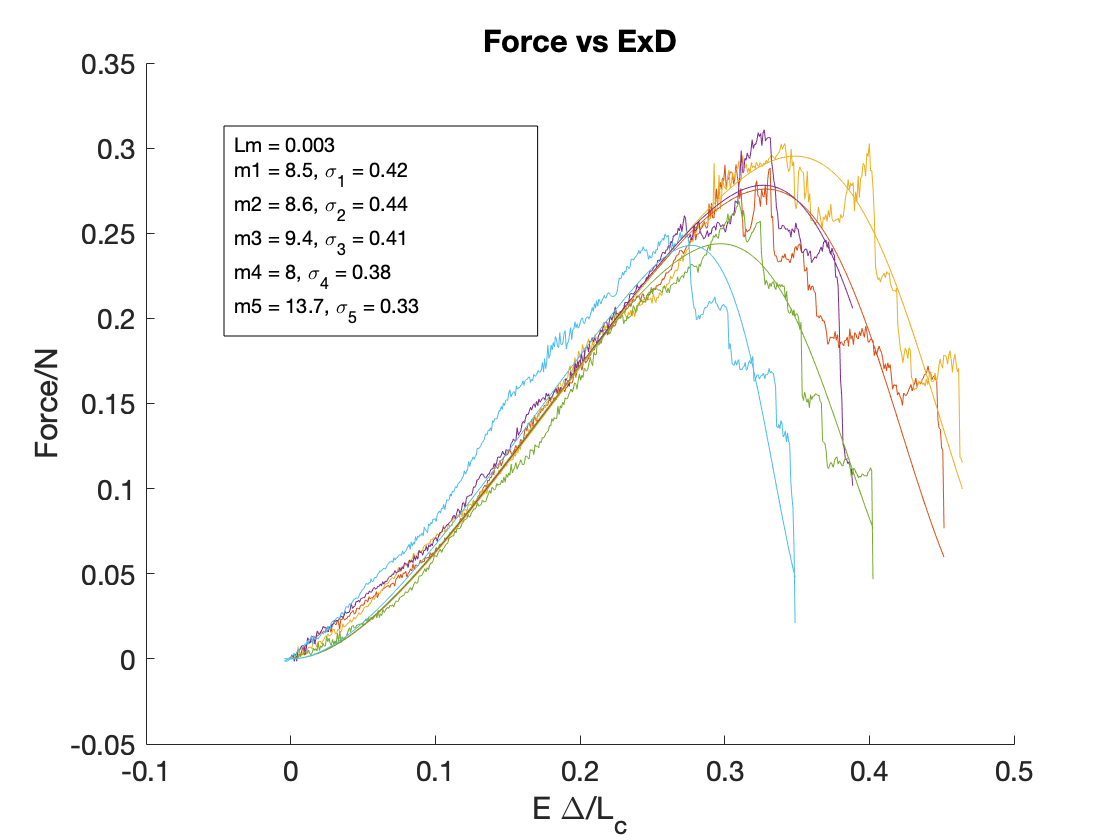 Force vs ExD
0.35
0.3
0.25
0.2
0.15
0.1
0.05
0
-0.05
Force/N
Lm = 0.003
m1 = 8.5, σ1 = 0.42
m2 = 8.6, σ2 = 0.44
m3 = 9.4, σ3 = 0.41
m4 = 8, σ4 = 0.38
m5 = 13.7, σ5 = 0.33
-0.1 0 0.1 0.2 0.3 0.4 0.5
E Δ/Lc